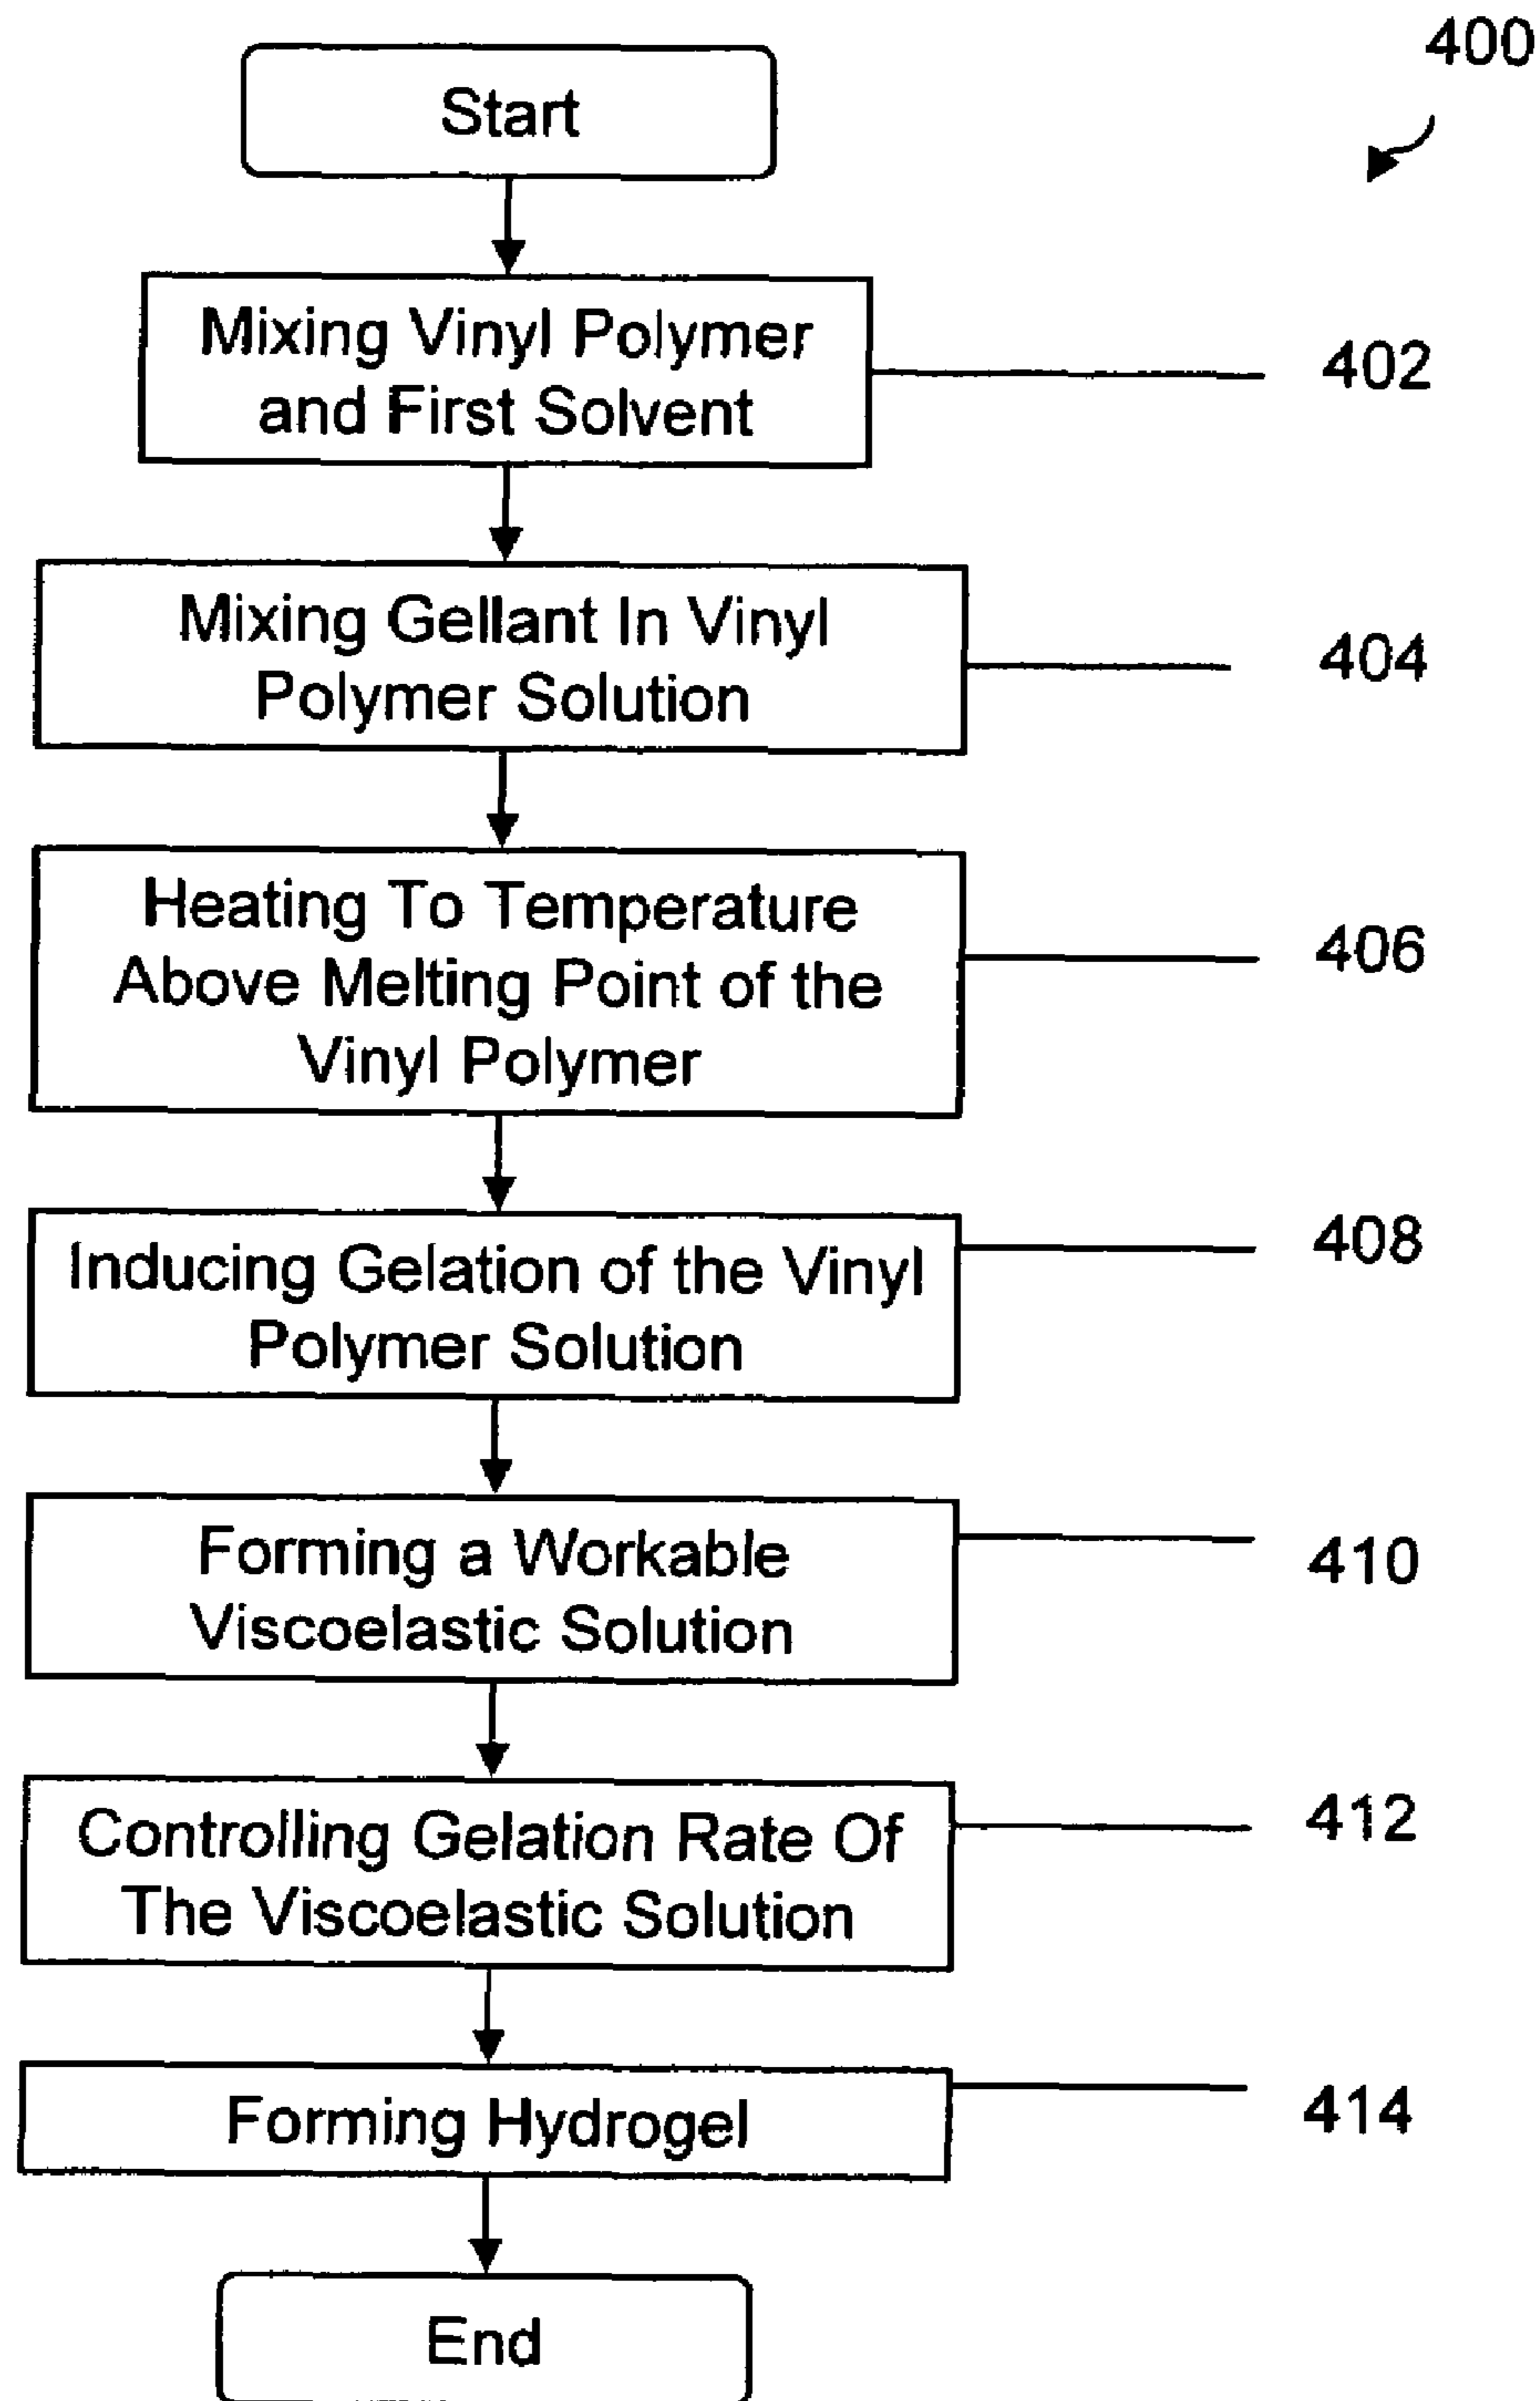 400
Start
Mixing Vinyl Polymer
and First Solvent
402
Mixing Gellant In Vinyl
Polymer Solution
404
Heating To Temperature
Above Melting Point of the
Vinyl Polymer
406
Inducing Gelation of the Vinyl
Polymer Solution
408
Forming a Workable
Viscoelastic Solution
410
Controlling Gelation Rate Of
The Viscoelastic Solution
412
Forming Hydrogel
414
End